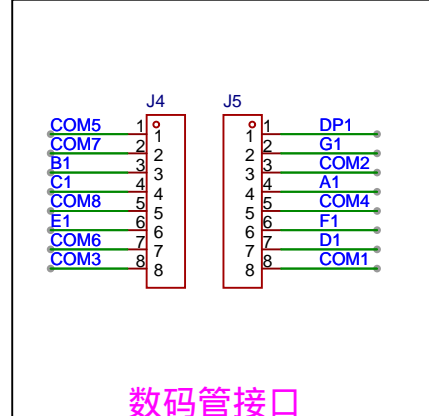 J4 J5
COM5 1 1 1 1 DP1
COM7 2 2 2 2 G1
B1 3 3 3 3 COM2
C1 4 4 4 4 A1
COM8 5 5 5 5 COM4
E1 6 6 6 6 F1
COM6 7 7 7 7 D1
COM3 8 8 8 8 COM1
数码管接口